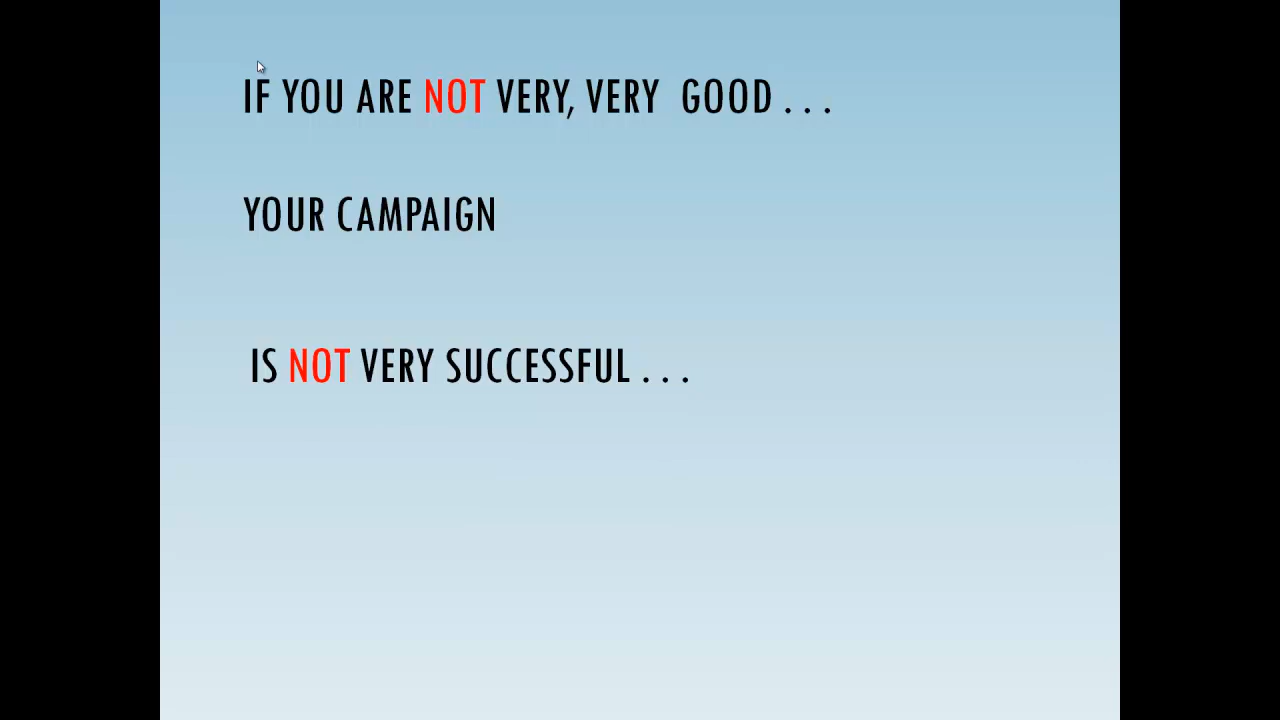 IF YOU ARE NOT VERY, VERY GOOD . . .
YOUR CAMPAIGN
IS NOT VERY SUCCESSFUL . . .